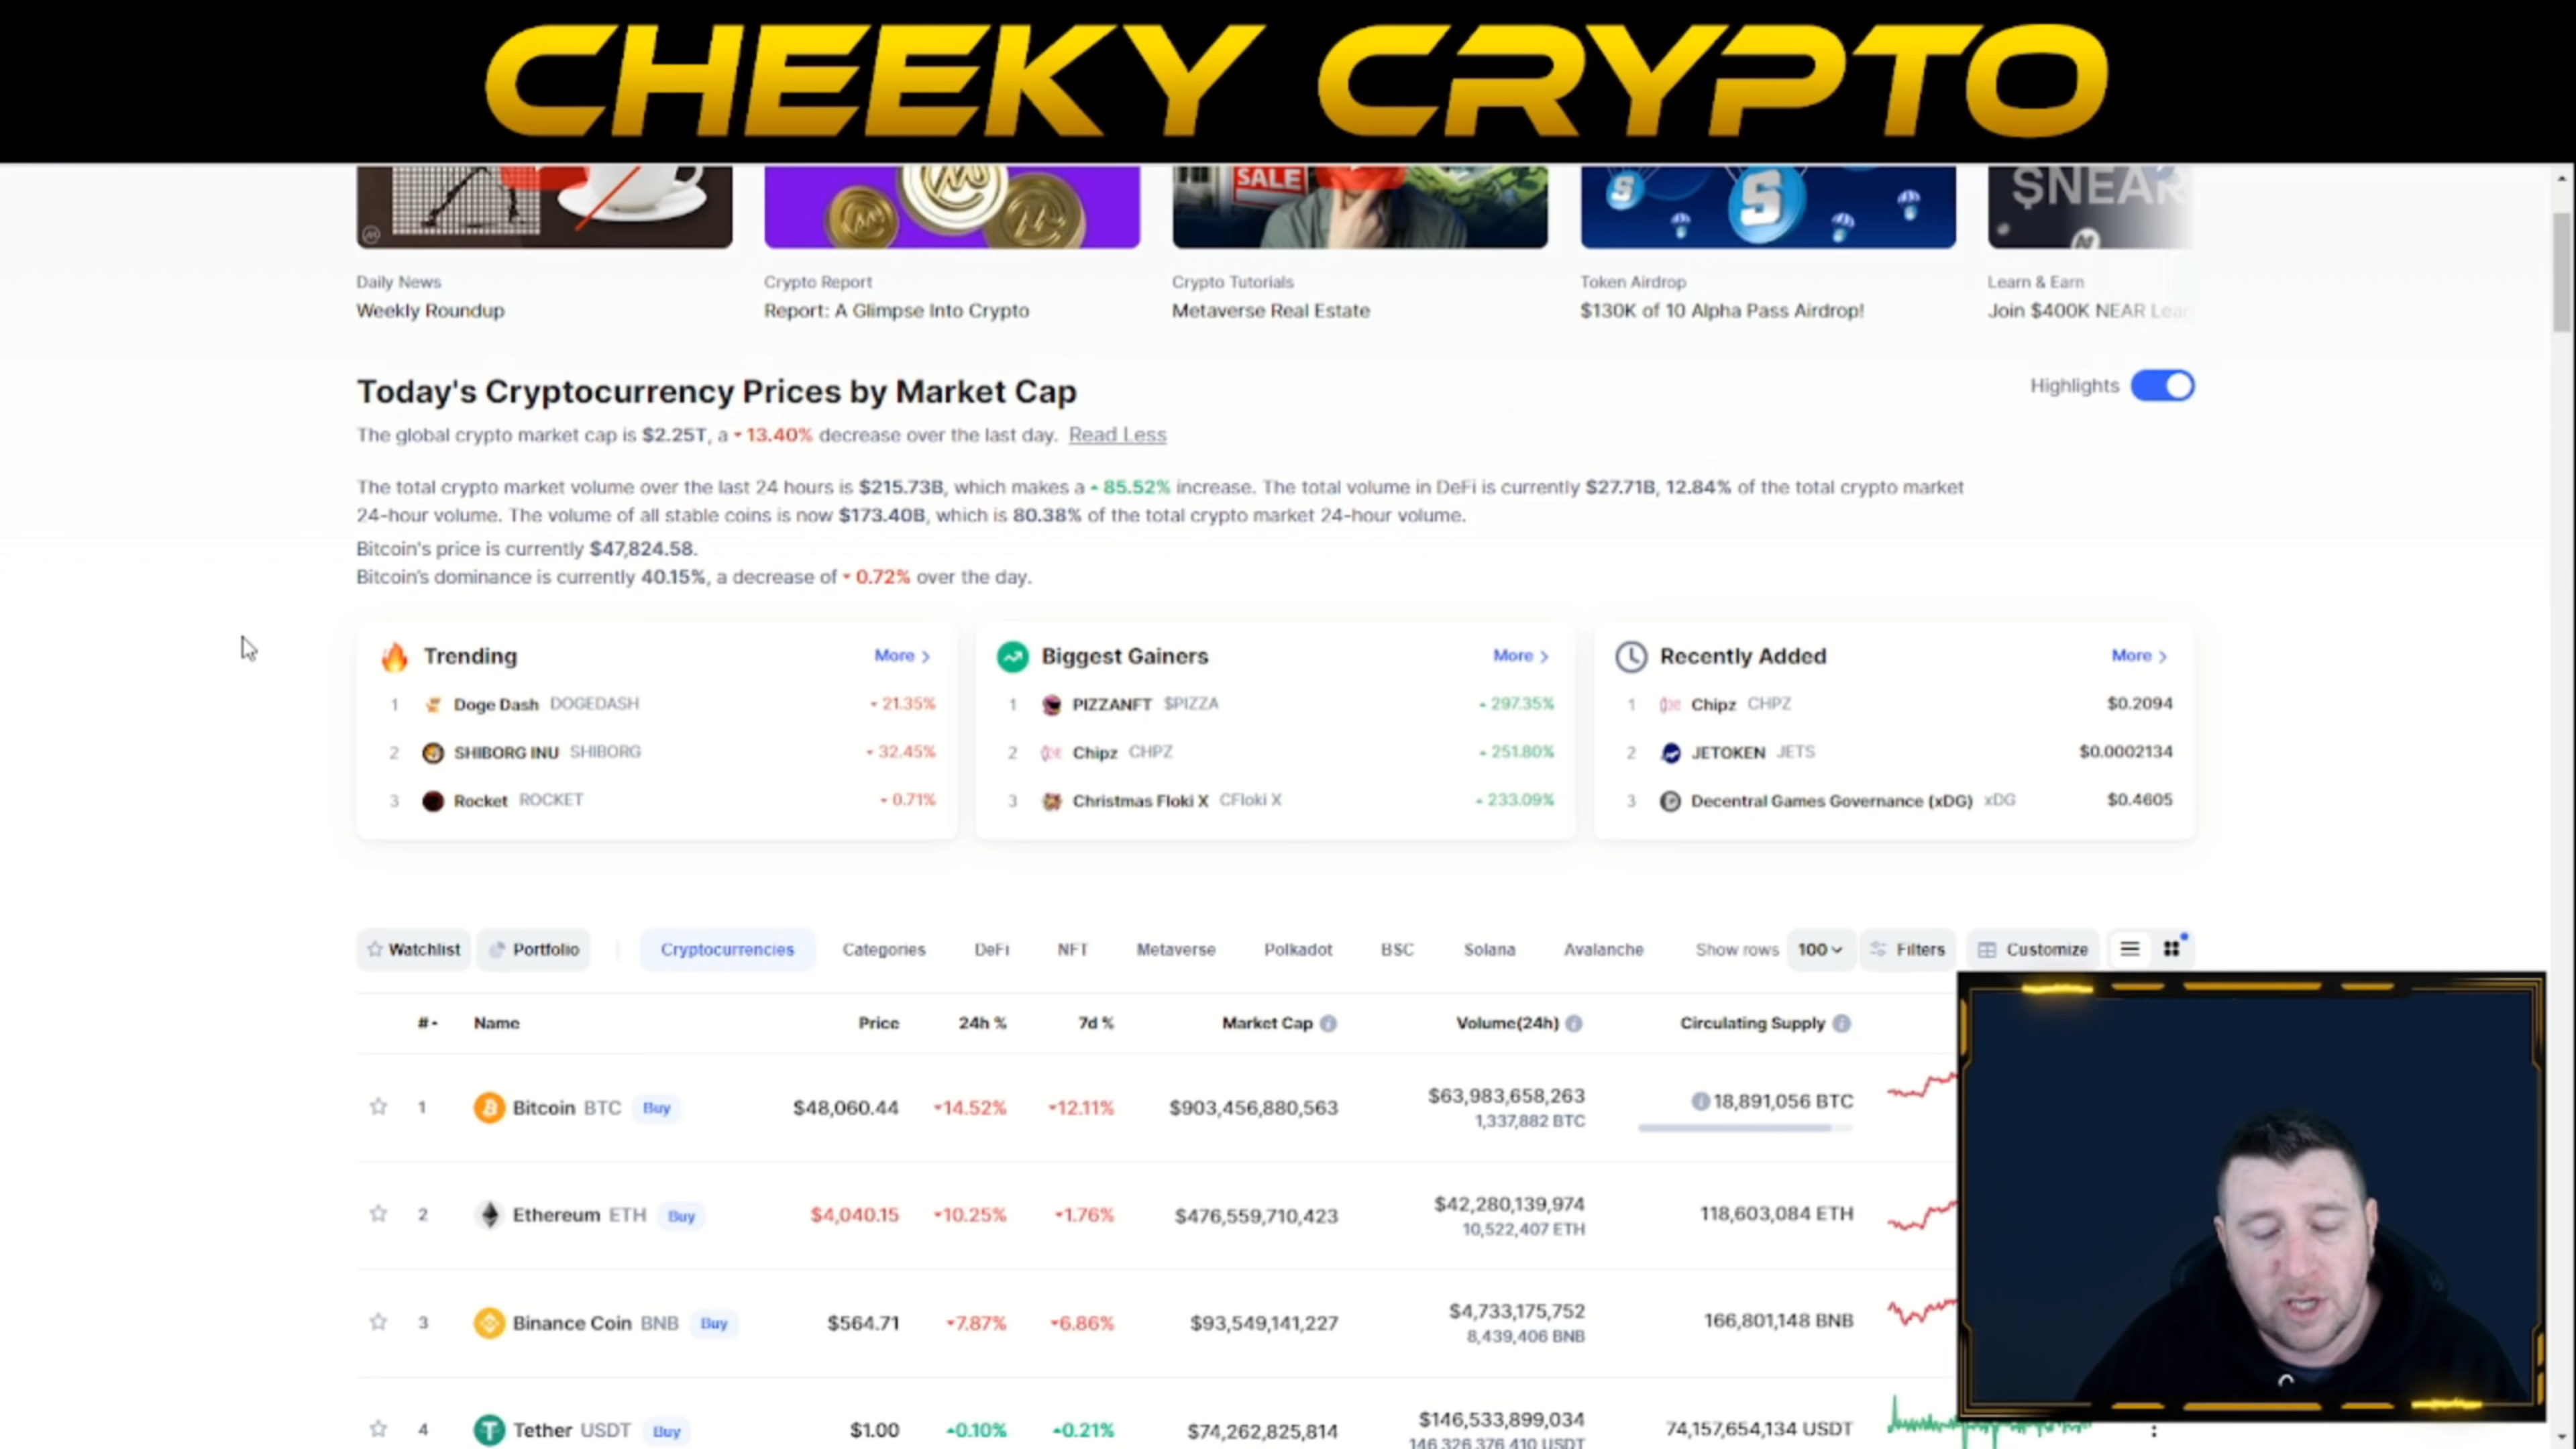 CHEEKY CRYPTO
SALE
$NEAR
Daily News
Weekly Roundup
Crypto Report
Report: A Glimpse Into Crypto
Crypto Tutorials
Metaverse Real Estate
Token Airdrop
$130K of 10 Alpha Pass Airdrop!
Learn & Earn
Join $400K NEAR Lear
Today's Cryptocurrency Prices by Market Cap
Highlights
The global crypto market cap is $2.25T, a 13.40% decrease over the last day. Read Less
The total crypto market volume over the last 24 hours is $215.73B, which makes a 85.52% increase. The total volume in DeFi is currently $27.71B, 12.84% of the total crypto market
24-hour volume. The volume of all stable coins is now $173.40B, which is 80.38% of the total crypto market 24-hour volume.
Bitcoin's price is currently $47,824.58.
Bitcoin's dominance is currently 40.15%, a decrease of 0.72% over the day.
Trending More
1 Doge Dash DOGEDASH 21.35%
2 SHIBORG INU SHIBORG 32.45%
3 Rocket ROCKET 0.71%
Biggest Gainers More
1 PIZZANFT $PIZZA 297.35%
2 Chipz CHPZ 251.80%
3 Christmas Floki X CFloki X 233.09%
Recently Added More
1 Chipz CHPZ $0.2094
2 JETOKEN JETS $0.0002134
3 Decentral Games Governance (xDG) xDG $0.4605
Watchlist Portfolio Cryptocurrencies Categories DeFi NFT Metaverse Polkadot BSC Solana Avalanche Show rows 100 Filters Customize
# Name Price 24h % 7d % Market Cap Volume(24h) Circulating Supply
1 Bitcoin BTC Buy $48,060.44 14.52% 12.11% $903,456,880,563 $63,983,658,263 18,891,056 BTC
1,337,882 BTC
2 Ethereum ETH Buy $4,040.15 10.25% 1.76% $476,559,710,423 $42,280,139,974 118,603,084 ETH
10,522,407 ETH
3 Binance Coin BNB Buy $564.71 7.87% 6.86% $93,549,141,227 $4,733,175,752 166,801,148 BNB
8,439,406 BNB
4 Tether USDT Buy $1.00 0.10% 0.21% $74,262,825,814 $146,533,899,034 74,157,654,134 USDT
146,326,376,410 USDT